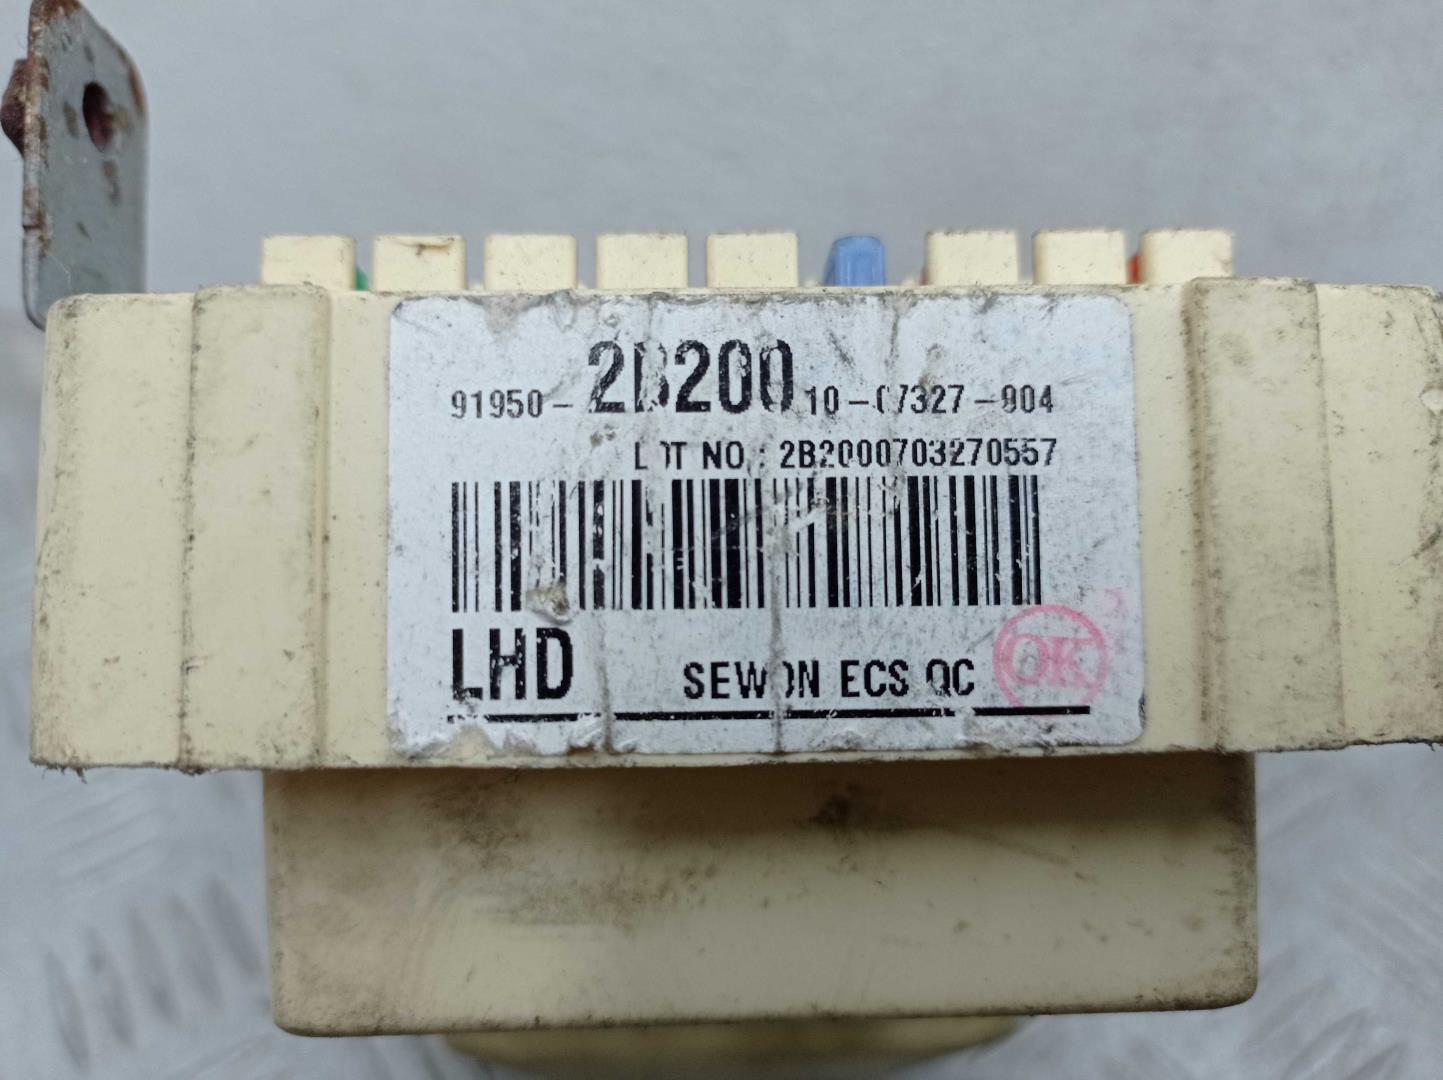 91950-2B200 10-07327-904
LOT NO.: 2B2000703270557
LHD SEWON ECS QC OK